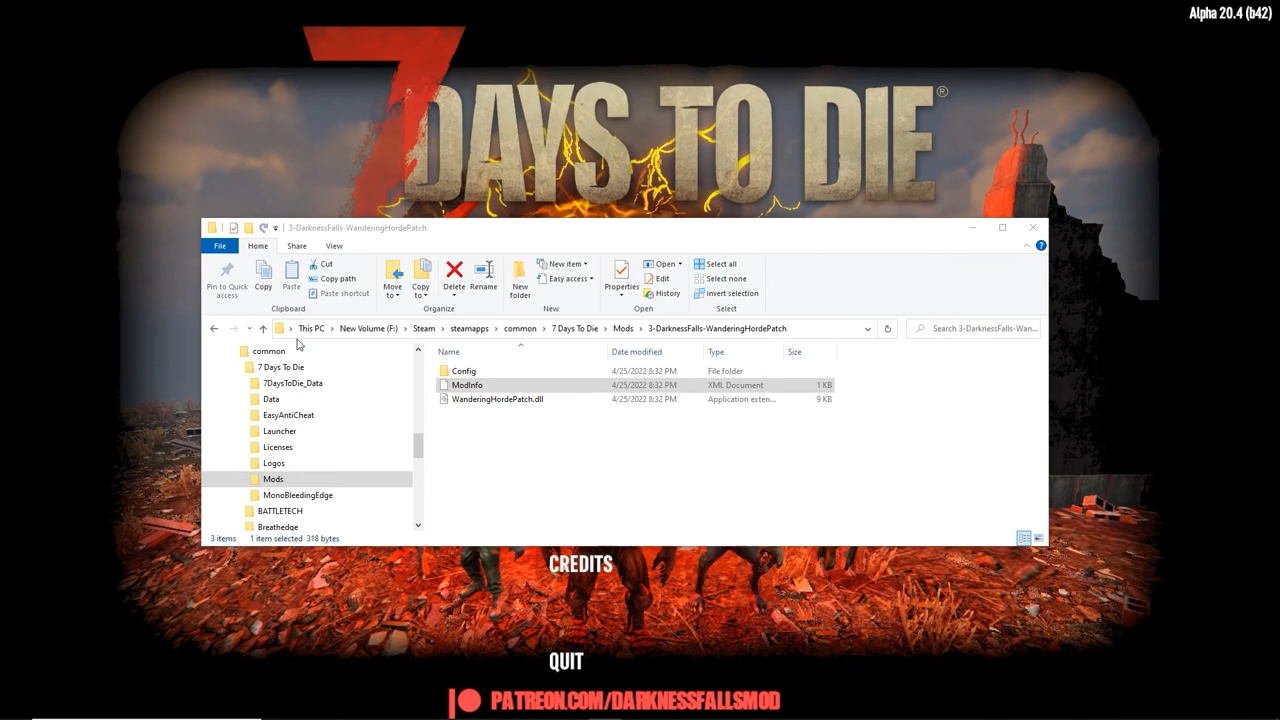 Alpha 20.4 (b42)
7 DAYS TO DIE®
3-DarknessFalls-WanderingHordePatch
File Home Share View
Pin to Quick access
Copy
Paste
Cut
Copy path
Paste shortcut
Clipboard
Move to
Copy to
Delete
Rename
Organize
New folder
New item
Easy access
New
Properties
Open
Edit
History
Open
Select all
Select none
Invert selection
Select
This PC > New Volume (F:) > Steam > steamapps > common > 7 Days To Die > Mods > 3-DarknessFalls-WanderingHordePatch
Search 3-DarknessFalls-Wan...
common
7 Days To Die
7DaysToDie_Data
Data
EasyAntiCheat
Launcher
Licenses
Logos
Mods
MonoBleedingEdge
BATTLETECH
Breathedge
Name Date modified Type Size
Config 4/25/2022 8:32 PM File folder
ModInfo 4/25/2022 8:32 PM XML Document 1 KB
WanderingHordePatch.dll 4/25/2022 8:32 PM Application exten... 9 KB
3 items 1 item selected 318 bytes
CREDITS
QUIT
PATREON.COM/DARKNESSFALLSMOD